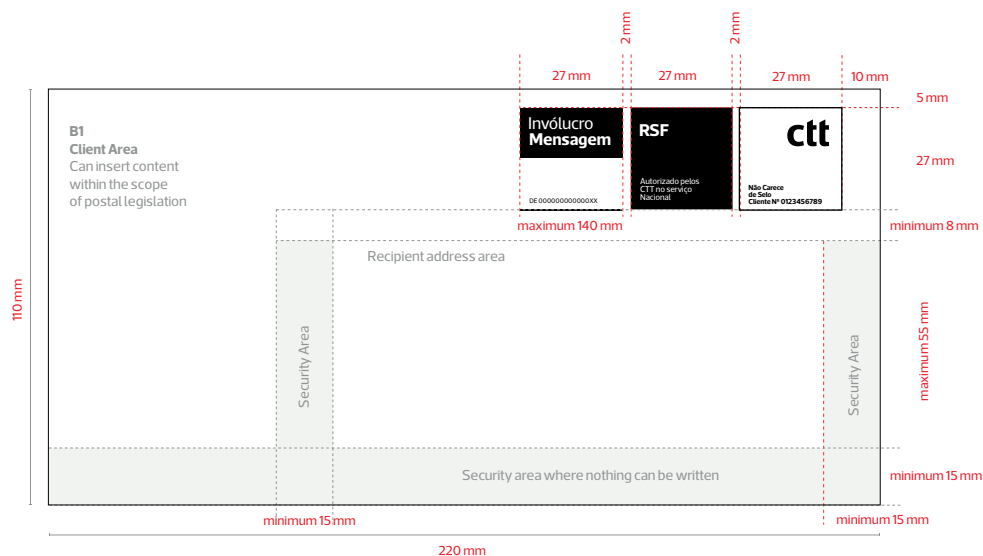 2 mm
2 mm
27 mm
27 mm
27 mm
10 mm
5 mm
B1
Client Area
Can insert content
within the scope
of postal legislation
Invólucro
Mensagem
DE 000000000000XX
RSF
Autorizado pelos
CTT no serviço
Nacional
ctt
Não Carece
de Selo
Cliente Nº 0123456789
27 mm
maximum 140 mm
minimum 8 mm
Recipient address area
110 mm
Security Area
Security Area
maximum 55 mm
Security area where nothing can be written
minimum 15 mm
minimum 15 mm
minimum 15 mm
220 mm